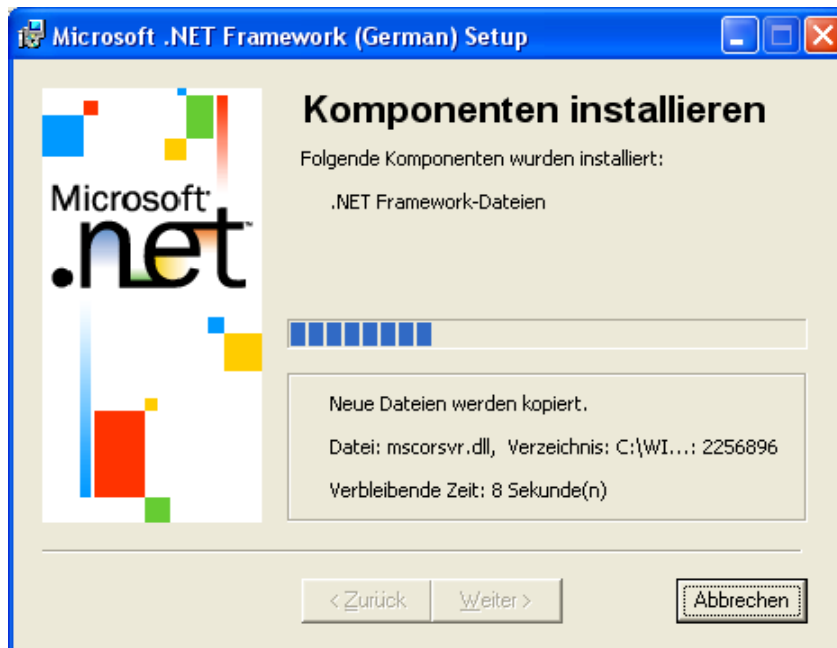 Microsoft .NET Framework (German) Setup
Komponenten installieren
Folgende Komponenten wurden installiert:
.NET Framework-Dateien
Microsoft
.net
Neue Dateien werden kopiert.
Datei: mscorsvr.dll, Verzeichnis: C:\WI...: 2256896
Verbleibende Zeit: 8 Sekunde(n)
< Zurück
Weiter >
Abbrechen